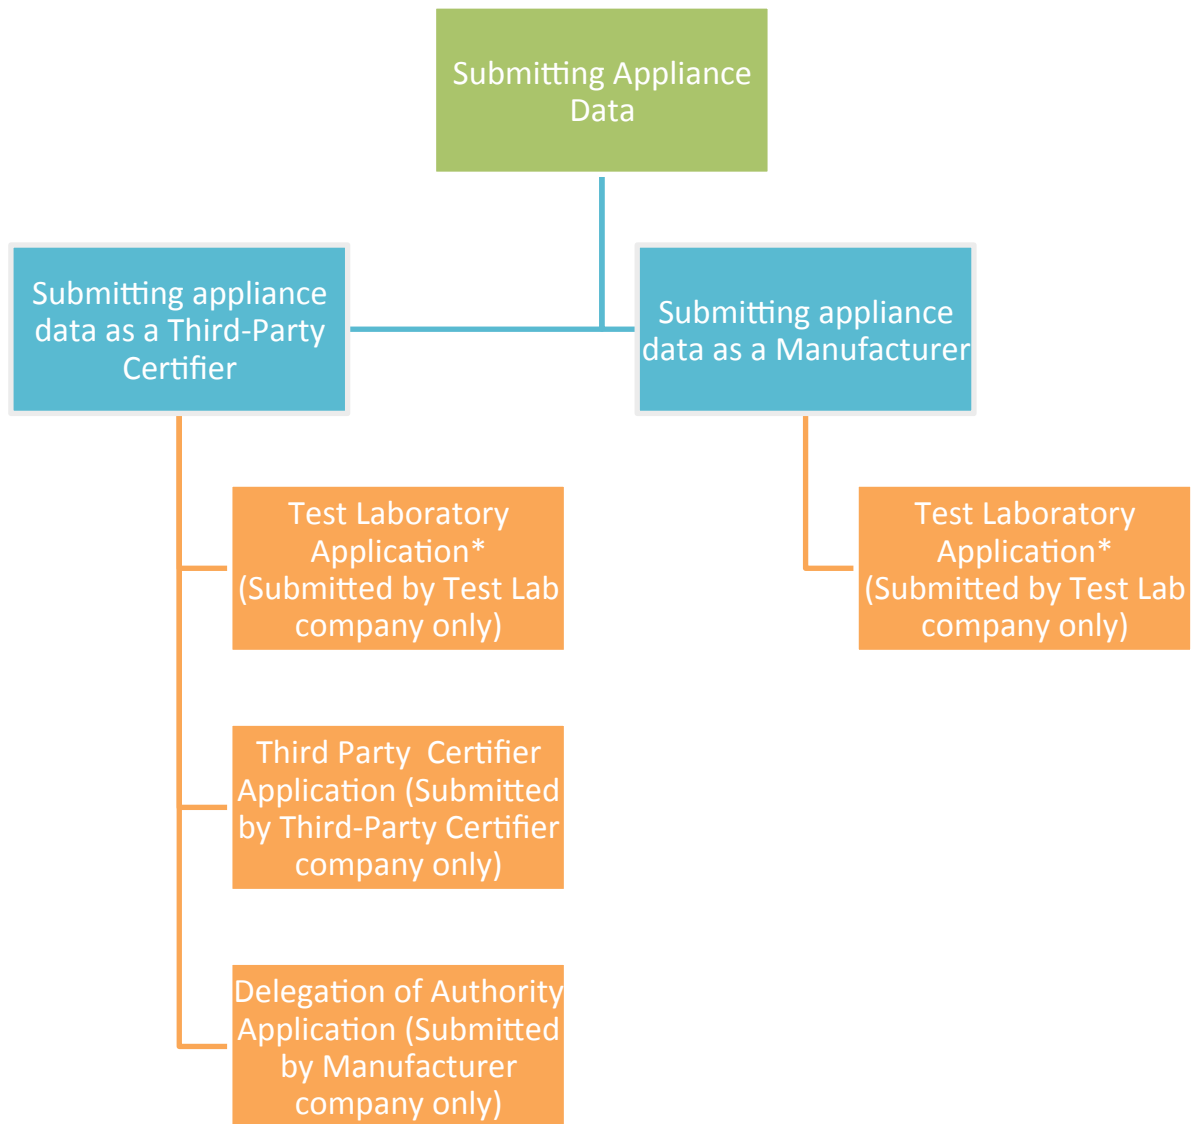 Submitting Appliance
Data
Submitting appliance
data as a Third-Party
Certifier
Submitting appliance
data as a Manufacturer
Test Laboratory
Application*
(Submitted by Test Lab
company only)
Test Laboratory
Application*
(Submitted by Test Lab
company only)
Third Party  Certifier
Application (Submitted
by Third-Party Certifier
company only)
Delegation of Authority
Application (Submitted
by Manufacturer
company only)